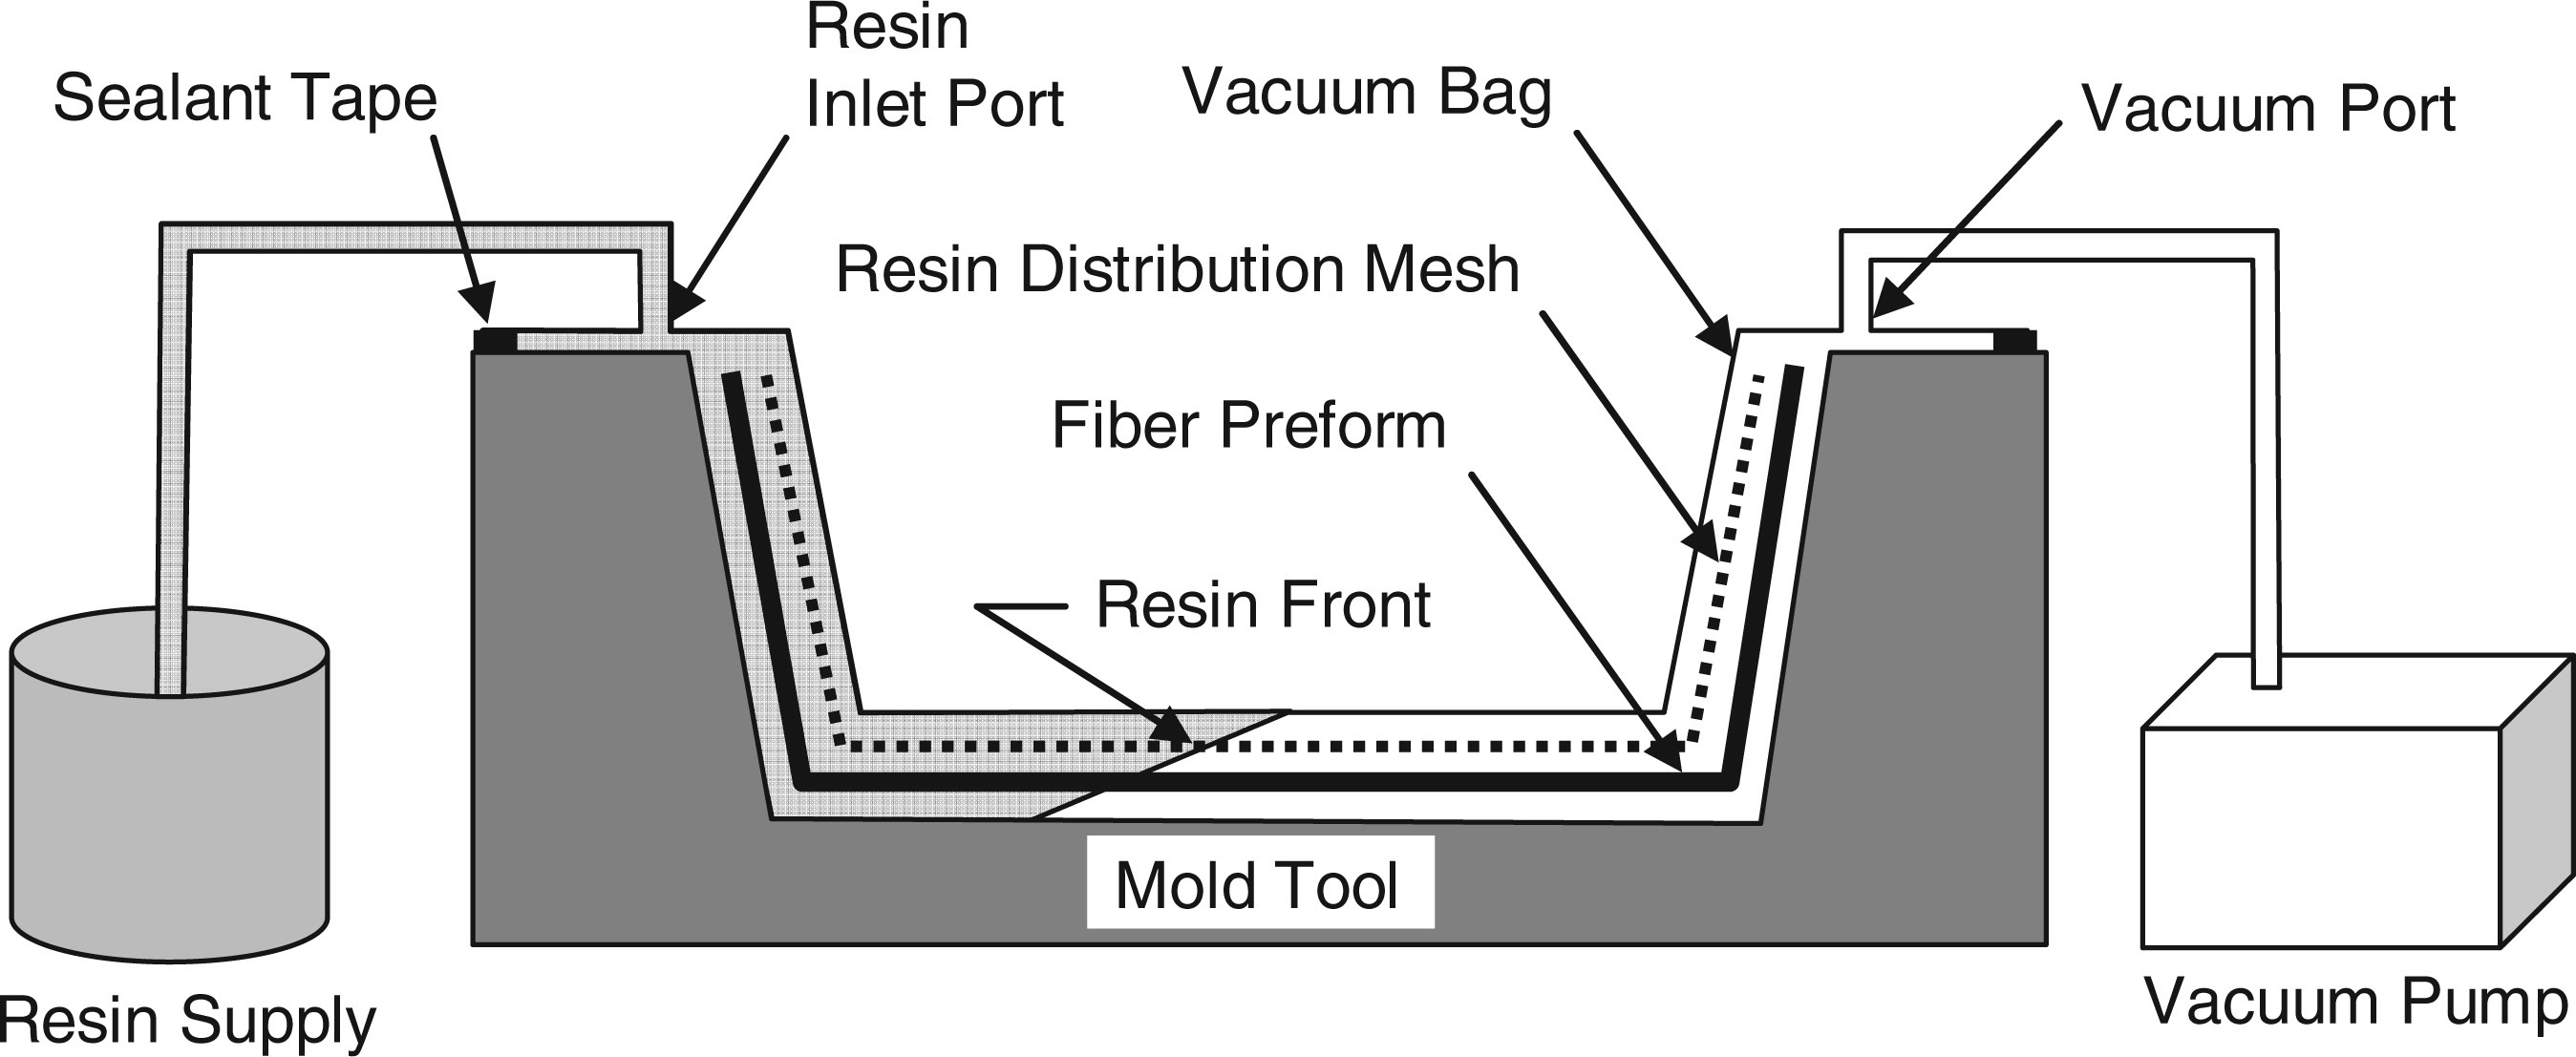 Resin
Inlet Port
Sealant Tape
Vacuum Bag
Vacuum Port
Resin Distribution Mesh
Fiber Preform
Resin Front
Mold Tool
Resin Supply
Vacuum Pump